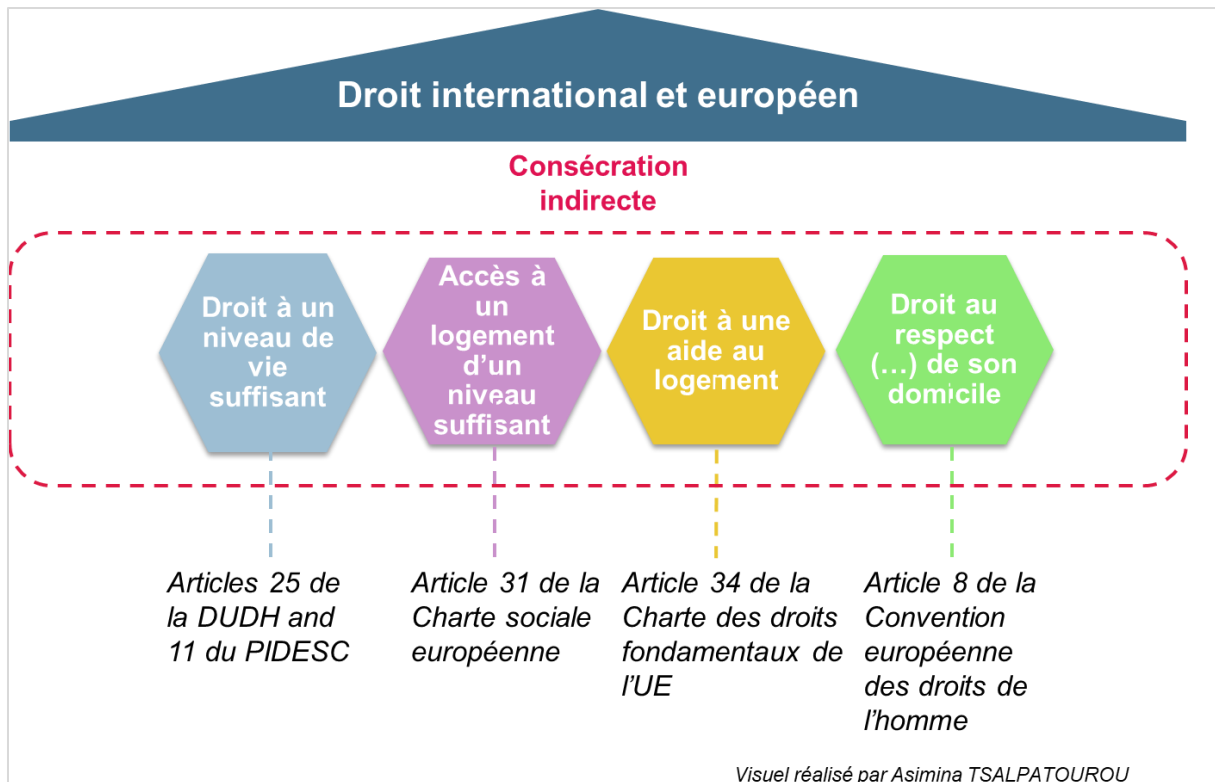 Droit international et européen
Consécration
indirecte
Droit à un
niveau de
vie
suffisant
Accès à
un
logement
d'un
niveau
suffisant
Droit à une
aide au
logement
Droit au
respect
(…) de son
domicile
Articles 25 de
la DUDH and
11 du PIDESC
Article 31 de la
Charte sociale
européenne
Article 34 de la
Charte des droits
fondamentaux de
l'UE
Article 8 de la
Convention
européenne
des droits de
l'homme
Visuel réalisé par Asimina TSALPATOUROU